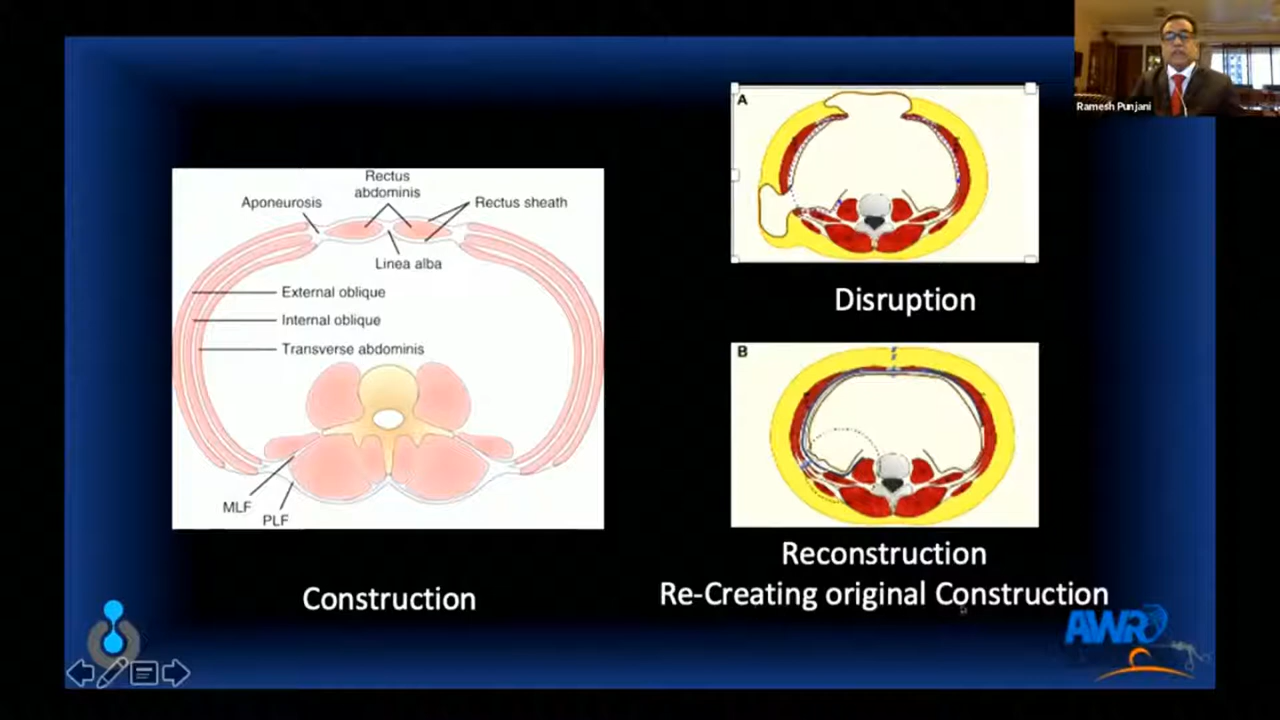 Ramesh Punjani
A
Rectus
abdominis
Aponeurosis
Rectus sheath
Linea alba
External oblique
Internal oblique
Transverse abdominis
MLF
PLF
Construction
Disruption
B
Reconstruction
Re-Creating original Construction
AWR